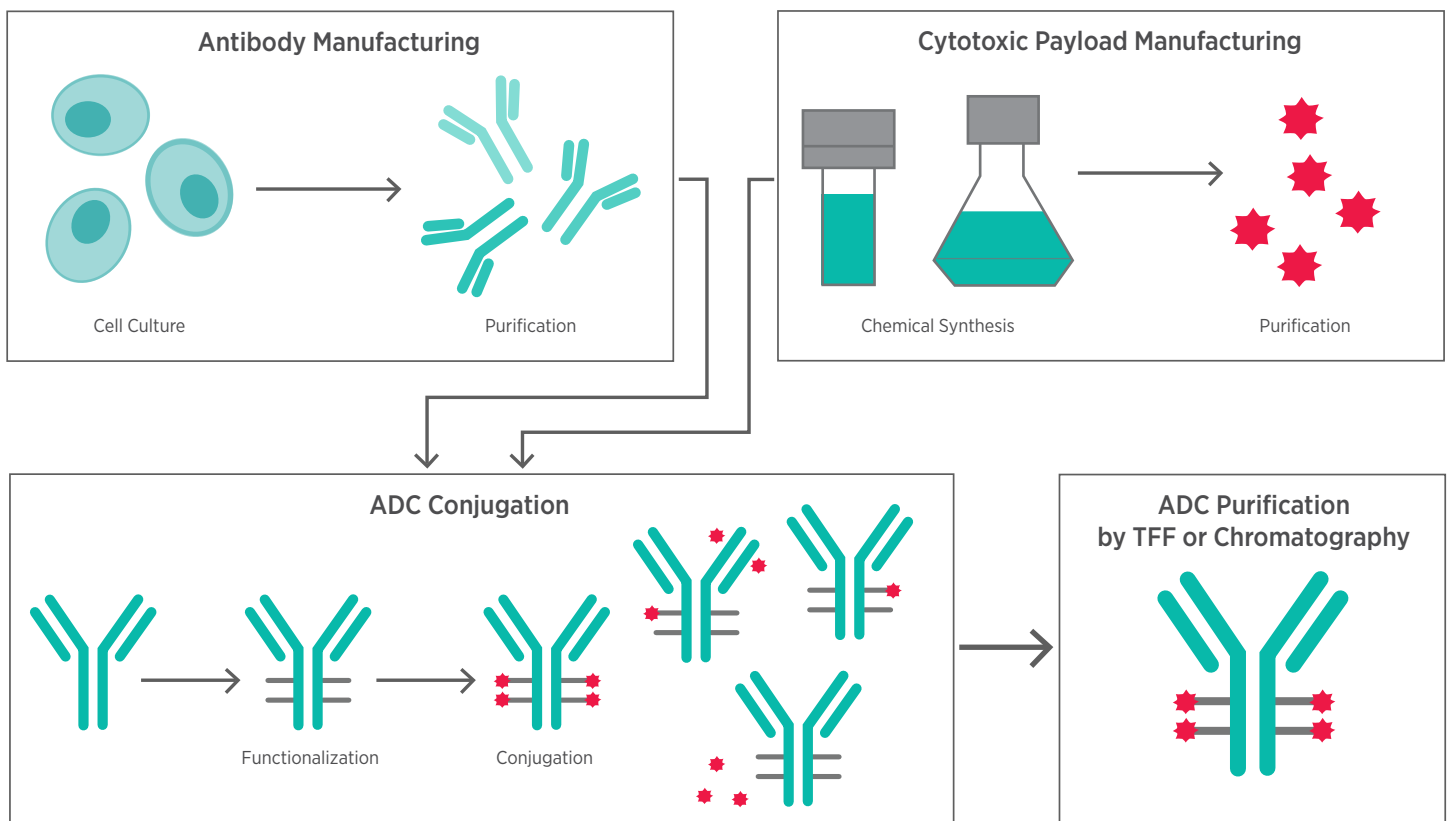 Antibody Manufacturing
Cell Culture
Purification
Cytotoxic Payload Manufacturing
Chemical Synthesis
Purification
ADC Conjugation
Functionalization
Conjugation
ADC Purification
by TFF or Chromatography